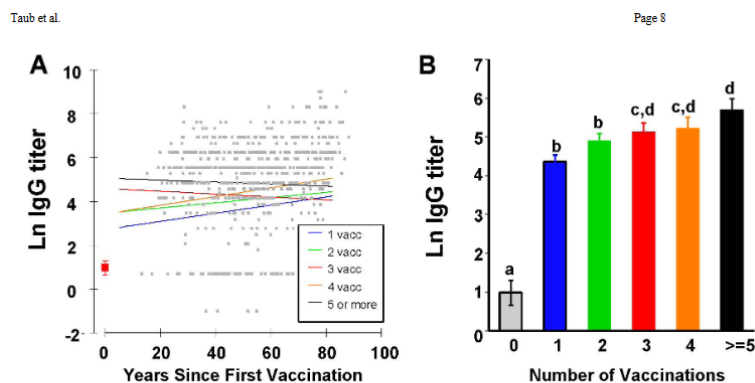 Taub et al.
Page 8
A
Ln IgG titer
10
8
6
4
2
0
-2
0
20
40
60
80
100
Years Since First Vaccination
1 vacc
2 vacc
3 vacc
4 vacc
5 or more
B
Ln IgG titer
7
6
5
4
3
2
1
0
a
b
b
c,d
c,d
d
0
1
2
3
4
>=5
Number of Vaccinations